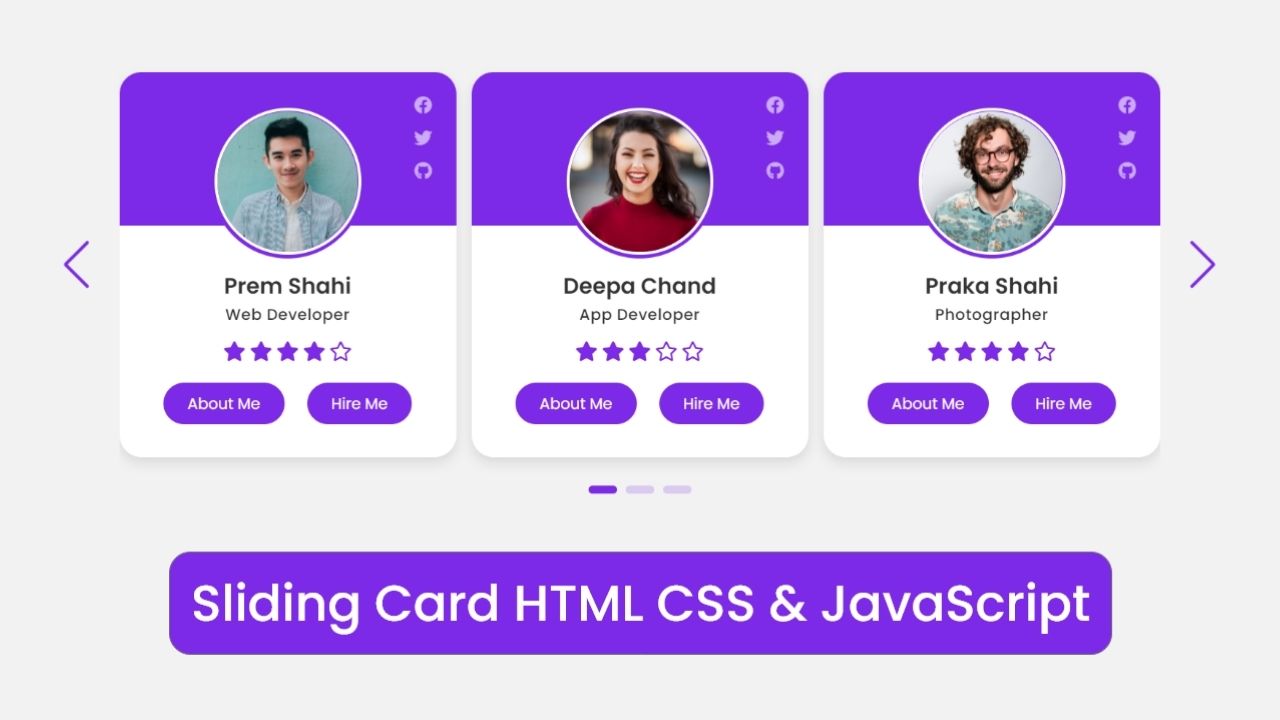 Prem Shahi
Web Developer
About Me
Hire Me
Deepa Chand
App Developer
About Me
Hire Me
Praka Shahi
Photographer
About Me
Hire Me
Sliding Card HTML CSS & JavaScript